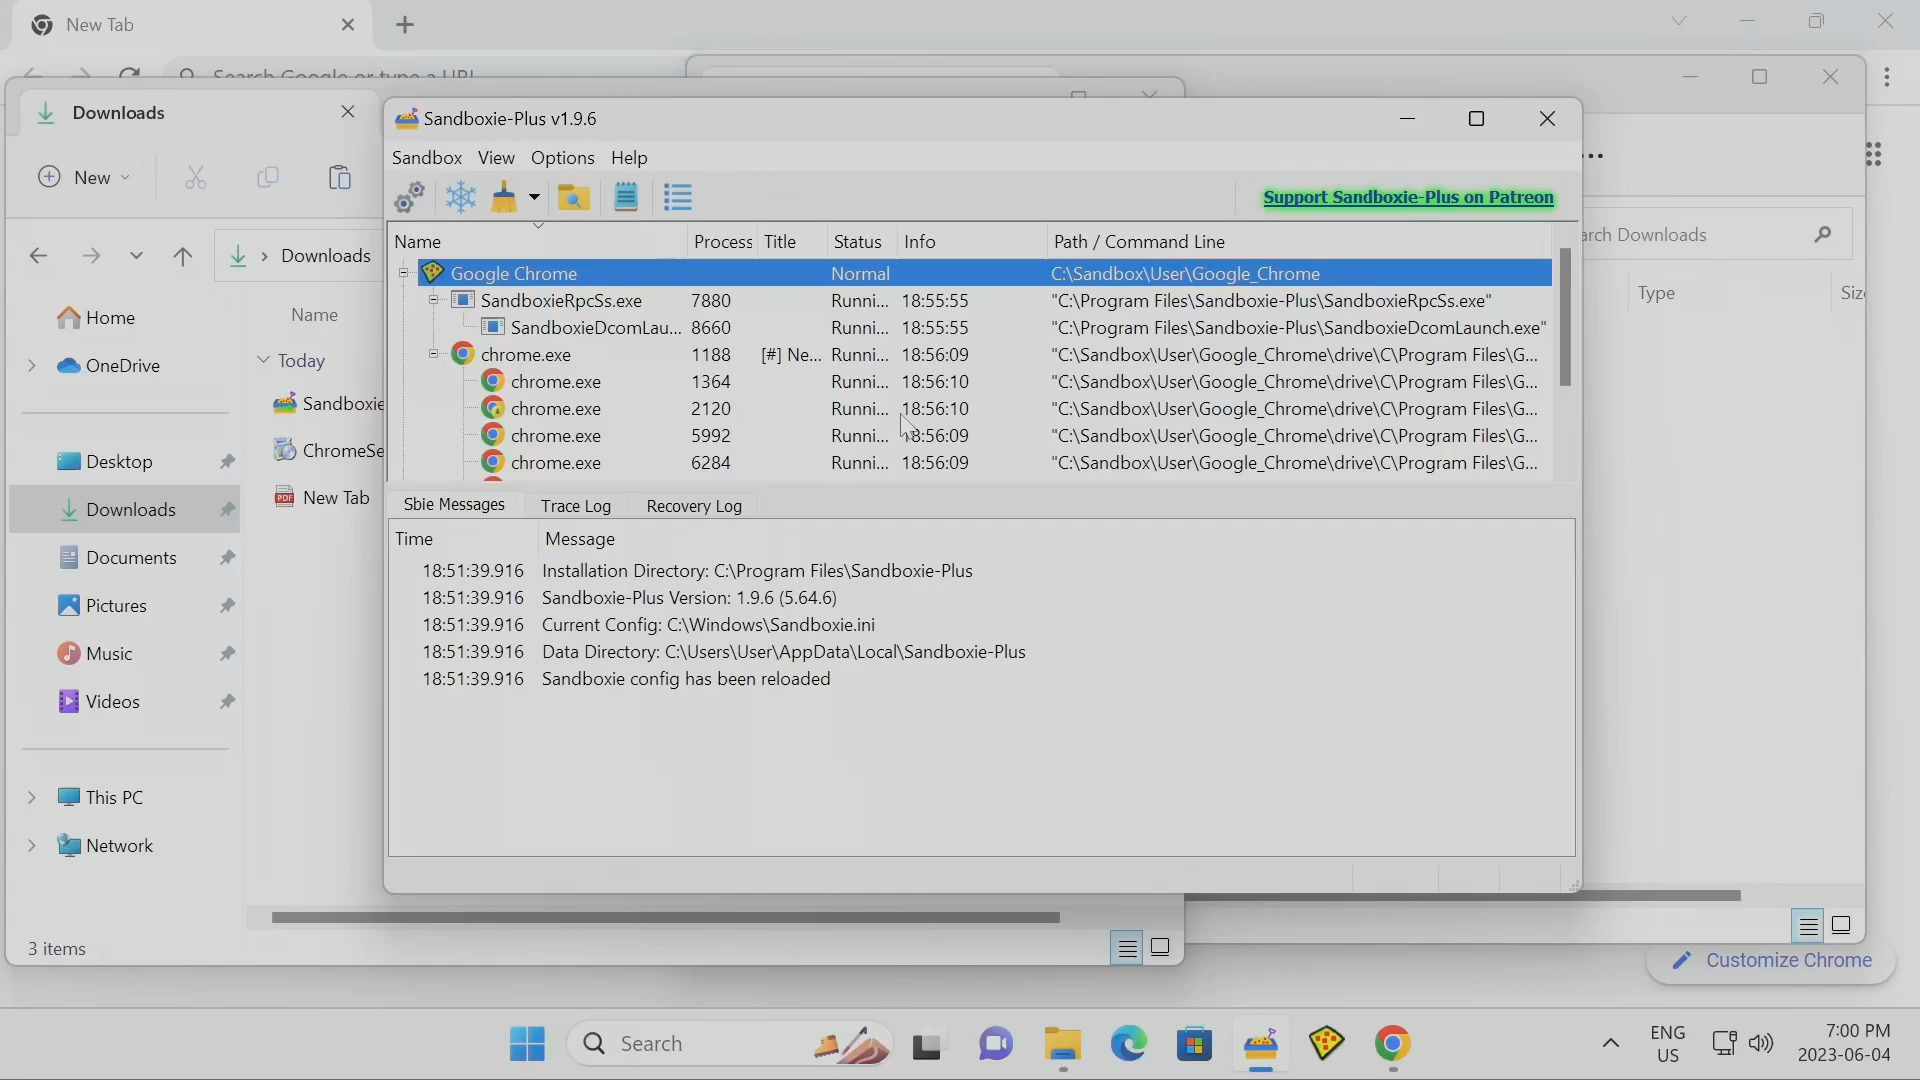 New Tab
Search Google or type a URL
Downloads
New
Downloads
Home
OneDrive
Desktop
Downloads
Documents
Pictures
Music
Videos
This PC
Network
3 items
Name
Today
Sandboxie
ChromeSe
New Tab
Sandboxie-Plus v1.9.6
Sandbox View Options Help
Support Sandboxie-Plus on Patreon
Name Process Title Status Info Path / Command Line
Google Chrome Normal C:\Sandbox\User\Google_Chrome
SandboxieRpcSs.exe 7880 Runni... 18:55:55 "C:\Program Files\Sandboxie-Plus\SandboxieRpcSs.exe"
SandboxieDcomLau... 8660 Runni... 18:55:55 "C:\Program Files\Sandboxie-Plus\SandboxieDcomLaunch.exe"
chrome.exe 1188 [#] Ne... Runni... 18:56:09 "C:\Sandbox\User\Google_Chrome\drive\C\Program Files\G...
chrome.exe 1364 Runni... 18:56:10 "C:\Sandbox\User\Google_Chrome\drive\C\Program Files\G...
chrome.exe 2120 Runni... 18:56:10 "C:\Sandbox\User\Google_Chrome\drive\C\Program Files\G...
chrome.exe 5992 Runni... 18:56:09 "C:\Sandbox\User\Google_Chrome\drive\C\Program Files\G...
chrome.exe 6284 Runni... 18:56:09 "C:\Sandbox\User\Google_Chrome\drive\C\Program Files\G...
Sbie Messages Trace Log Recovery Log
Time Message
18:51:39.916 Installation Directory: C:\Program Files\Sandboxie-Plus
18:51:39.916 Sandboxie-Plus Version: 1.9.6 (5.64.6)
18:51:39.916 Current Config: C:\Windows\Sandboxie.ini
18:51:39.916 Data Directory: C:\Users\User\AppData\Local\Sandboxie-Plus
18:51:39.916 Sandboxie config has been reloaded
arch Downloads
Type Siz
Customize Chrome
Search
ENG
US
7:00 PM
2023-06-04